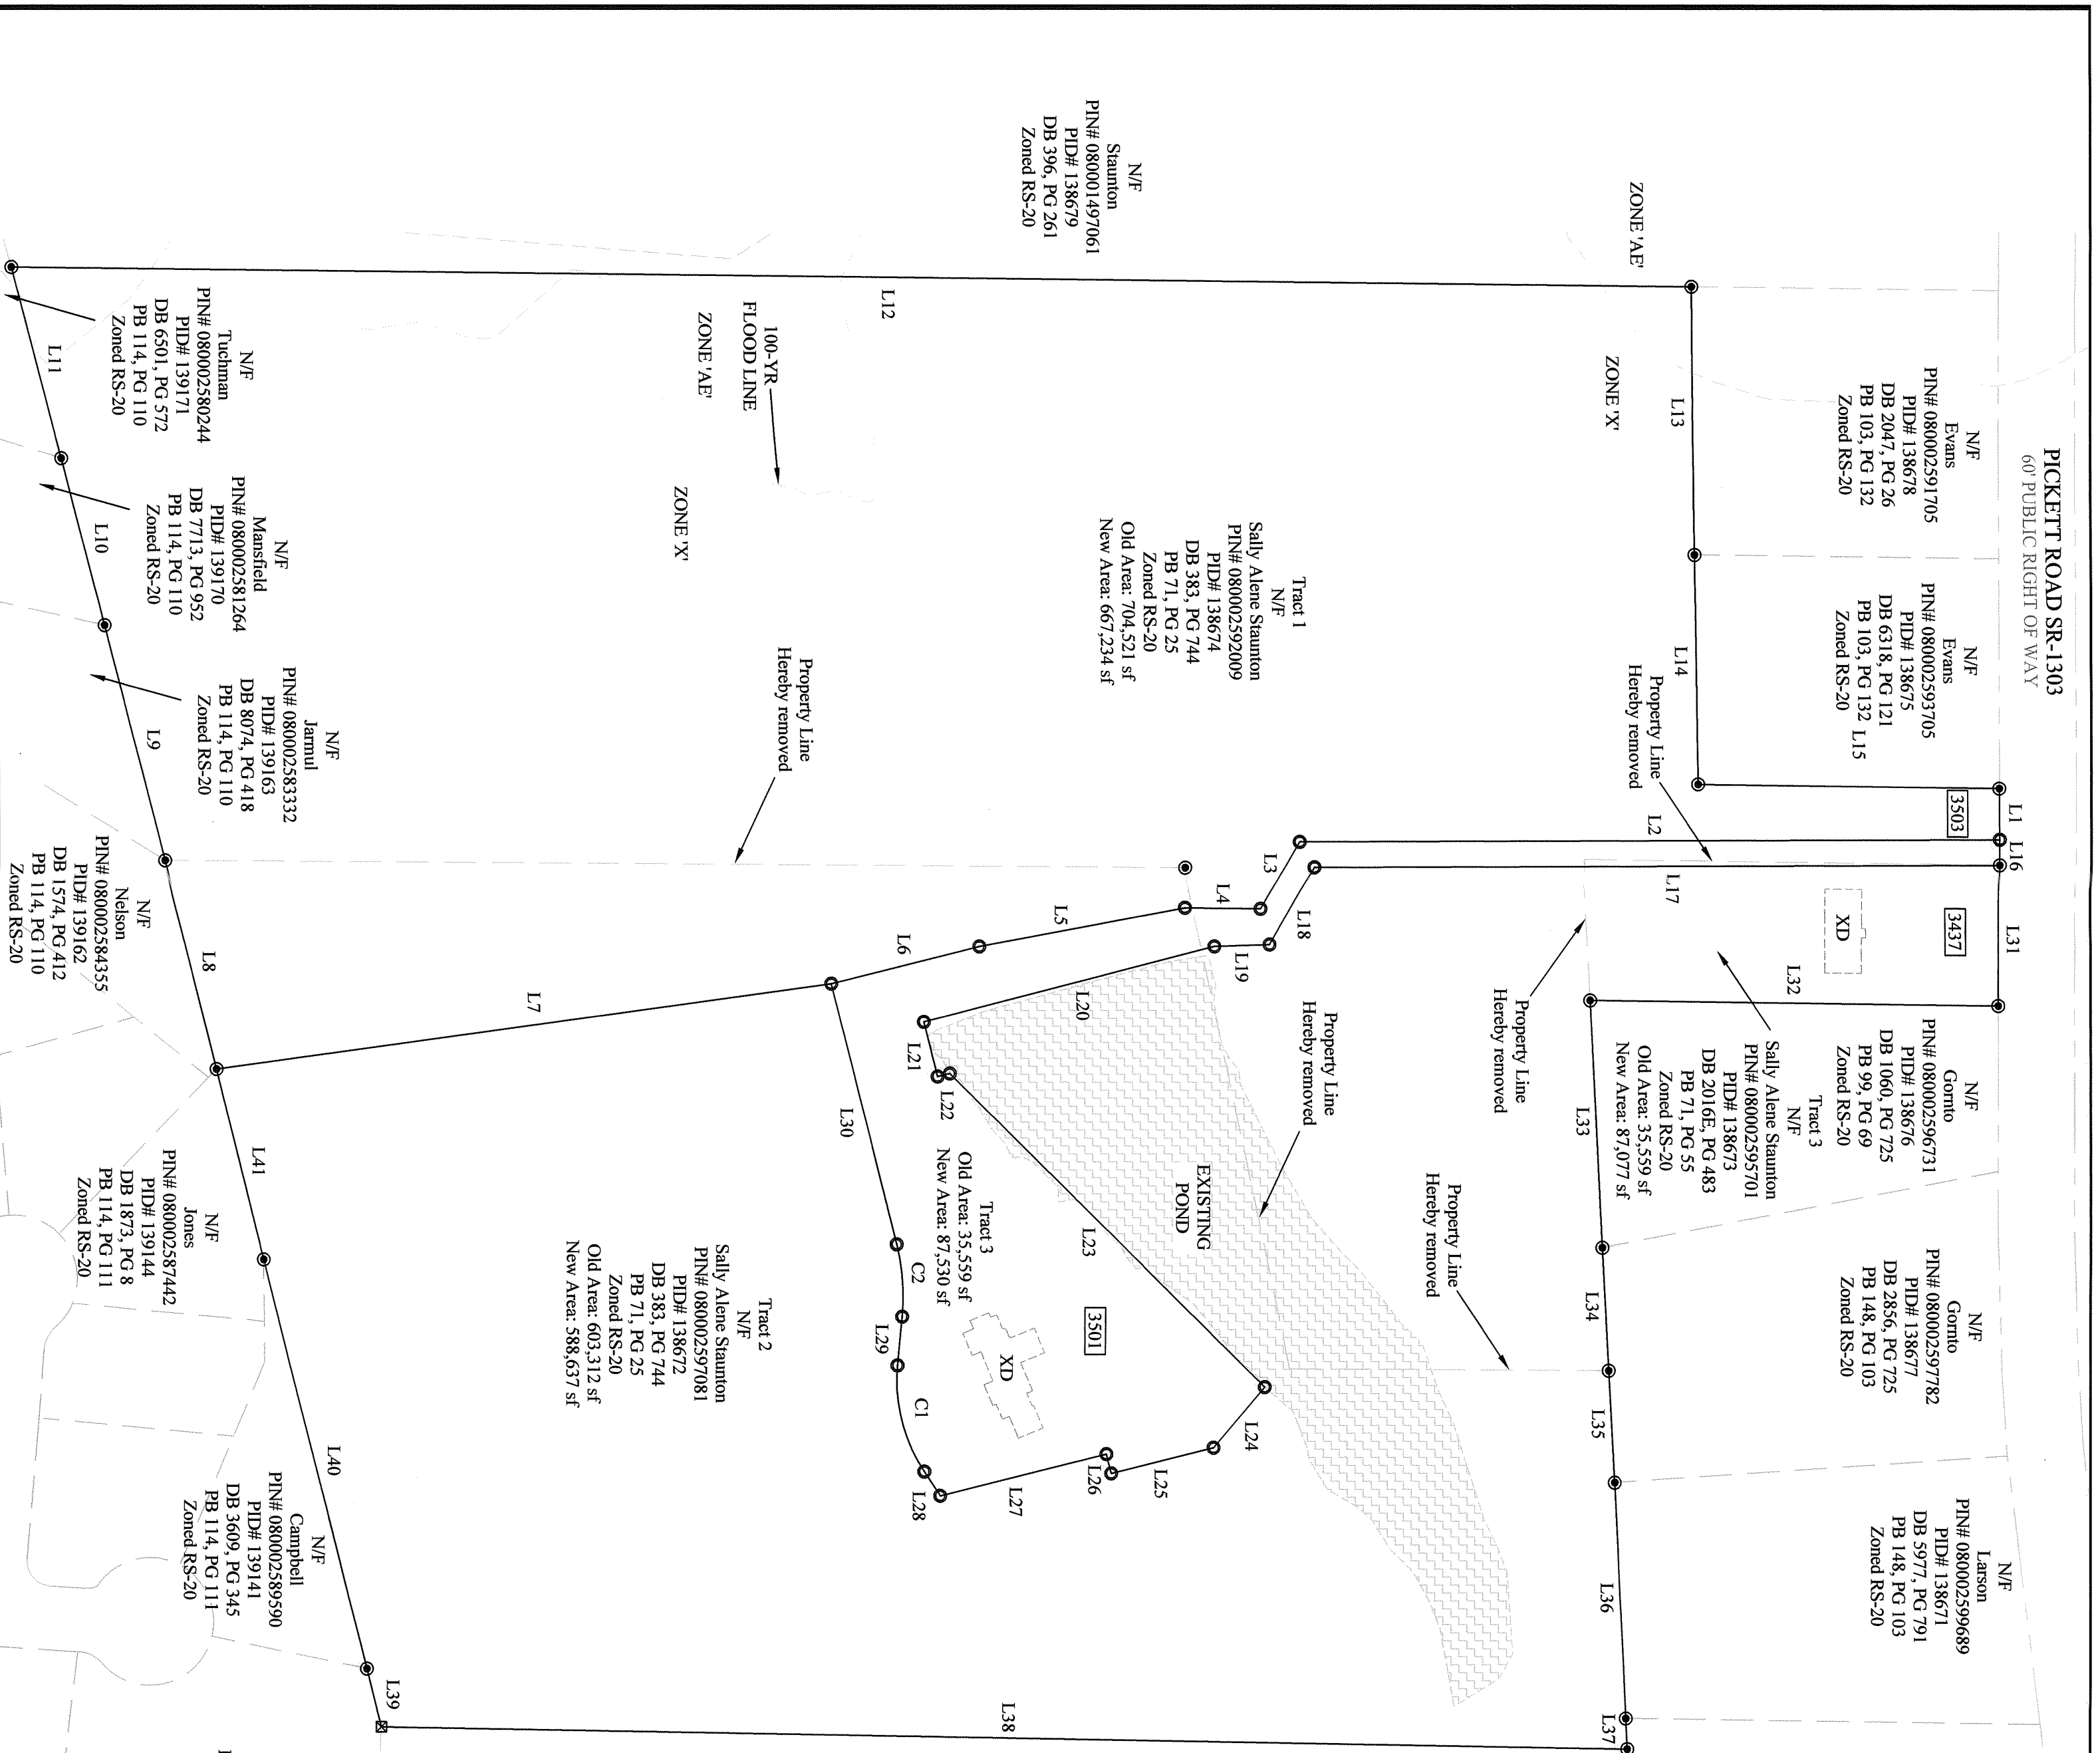 PICKETT ROAD SR-1303
60' PUBLIC RIGHT OF WAY
N/F
Evans
PIN# 080002591705
PID# 138678
DB 2047, PG 26
PB 103, PG 132
Zoned RS-20
N/F
Evans
PIN# 080002593705
PID# 138675
DB 6318, PG 121
PB 103, PG 132
Zoned RS-20
L15
L1
L16
L31
3503
3437
XD
N/F
Gornto
PIN# 080002596731
PID# 138676
DB 1060, PG 725
PB 99, PG 69
Zoned RS-20
N/F
Gornto
PIN# 080002597782
PID# 138677
DB 2856, PG 725
PB 148, PG 103
Zoned RS-20
N/F
Larson
PIN# 080002599689
PID# 138671
DB 5977, PG 791
PB 148, PG 103
Zoned RS-20
ZONE 'AE'
ZONE 'X'
L13
L14
Property Line
Hereby removed
L2
L17
L32
Tract 3
N/F
Sally Alene Staunton
PIN# 080002595701
PID# 138673
DB 2016E, PG 483
PB 71, PG 55
Zoned RS-20
Old Area: 35,559 sf
New Area: 87,077 sf
L33
L34
L35
L36
L37
Property Line
Hereby removed
Property Line
Hereby removed
Property Line
Hereby removed
N/F
Staunton
PIN# 080001497061
PID# 138679
DB 396, PG 261
Zoned RS-20
L12
Tract 1
N/F
Sally Alene Staunton
PIN# 080002592009
PID# 138674
DB 383, PG 744
PB 71, PG 25
Zoned RS-20
Old Area: 704,521 sf
New Area: 667,234 sf
L3
L18
L4
L19
L5
L20
L6
L21
L22
EXISTING
POND
L23
L24
L25
L26
L27
L28
3501
XD
Tract 3
Old Area: 35,559 sf
New Area: 87,530 sf
C1
L29
C2
L30
L38
100-YR
FLOOD LINE
ZONE 'AE'
ZONE 'X'
Property Line
Hereby removed
Tract 2
N/F
Sally Alene Staunton
PIN# 080002597081
PID# 138672
DB 383, PG 744
PB 71, PG 25
Zoned RS-20
Old Area: 603,312 sf
New Area: 588,637 sf
L7
L11
L10
L9
L8
L41
L40
L39
N/F
Tuchman
PIN# 080002580244
PID# 139171
DB 6501, PG 572
PB 114, PG 110
Zoned RS-20
N/F
Mansfield
PIN# 080002581264
PID# 139170
DB 7713, PG 952
PB 114, PG 110
Zoned RS-20
N/F
Jarmul
PIN# 080002583332
PID# 139163
DB 8074, PG 418
PB 114, PG 110
Zoned RS-20
N/F
Nelson
PIN# 080002584355
PID# 139162
DB 1574, PG 412
PB 114, PG 110
Zoned RS-20
N/F
Jones
PIN# 080002587442
PID# 139144
DB 1873, PG 8
PB 114, PG 111
Zoned RS-20
N/F
Campbell
PIN# 080002589590
PID# 139141
DB 3609, PG 345
PB 114, PG 111
Zoned RS-20